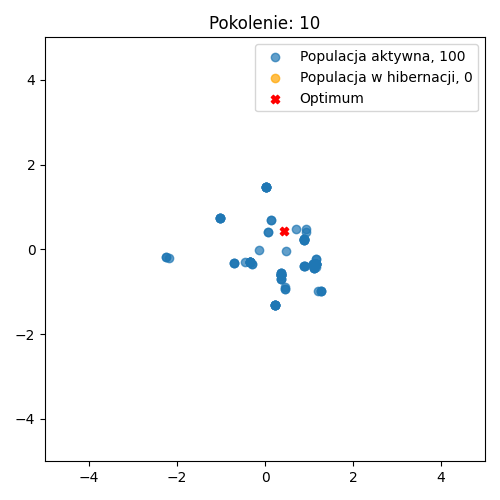 Pokolenie: 10
Populacja aktywna, 100
Populacja w hibernacji, 0
Optimum
4
2
0
−2
−4
−4 −2 0 2 4